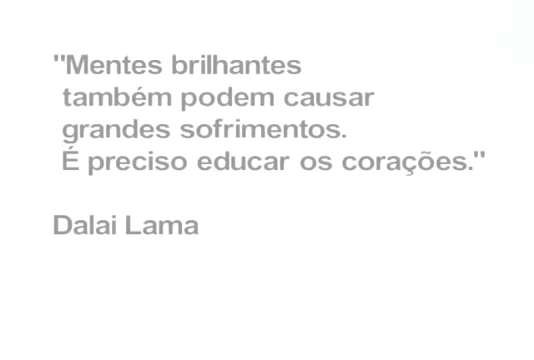 "Mentes brilhantes
também podem causar
grandes sofrimentos.
É preciso educar os corações."
Dalai Lama